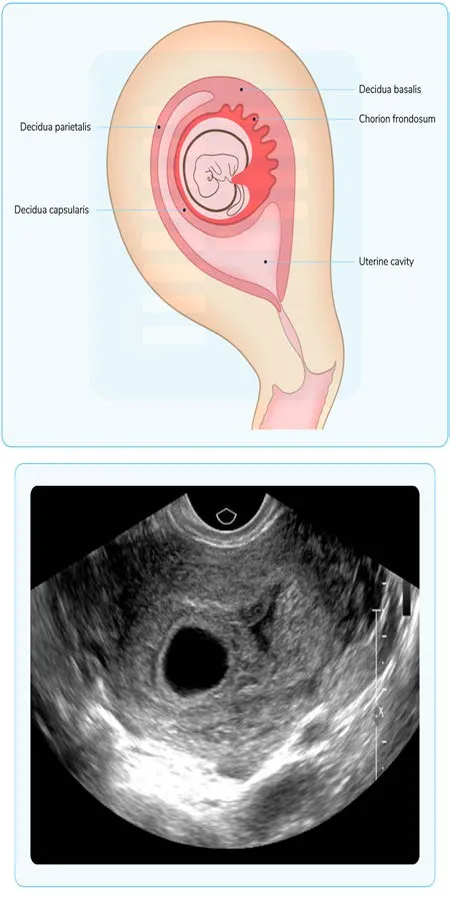 Decidua basalis
Chorion frondosum
Decidua parietalis
Decidua capsularis
Uterine cavity